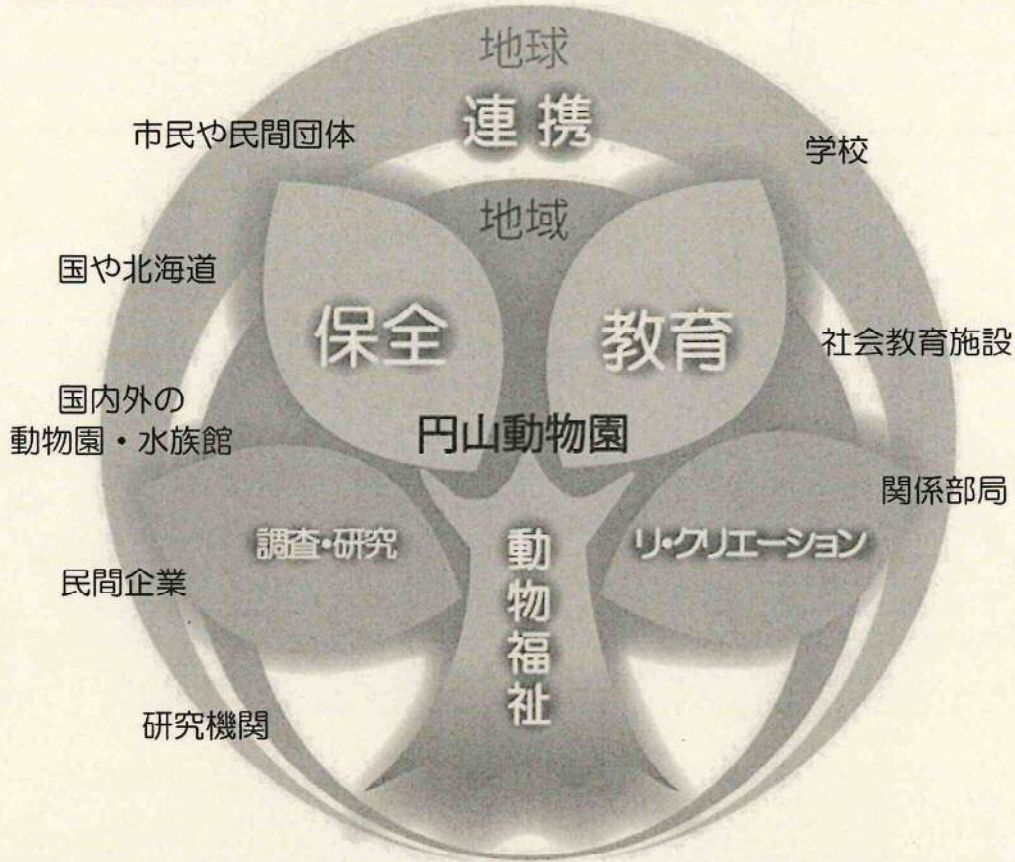 地球
連携
市民や民間団体
学校
地域
国や北海道
保全
教育
社会教育施設
国内外の
動物園・水族館
円山動物園
関係部局
調査・研究
リ・クリエーション
動物福祉
民間企業
研究機関